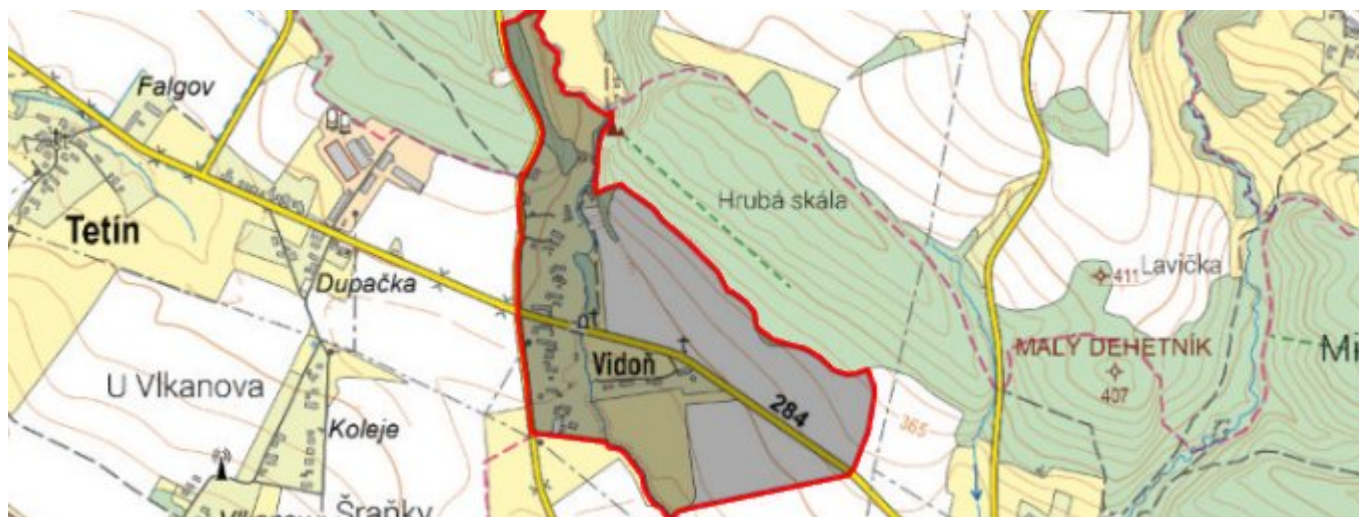 Falgov
Tetín
Hrubá skála
Dupačka
411 Lavička
Vidoň
MALÝ DEHETNÍK
U Vlkanova
407
284
365
Koleje
Šraňky